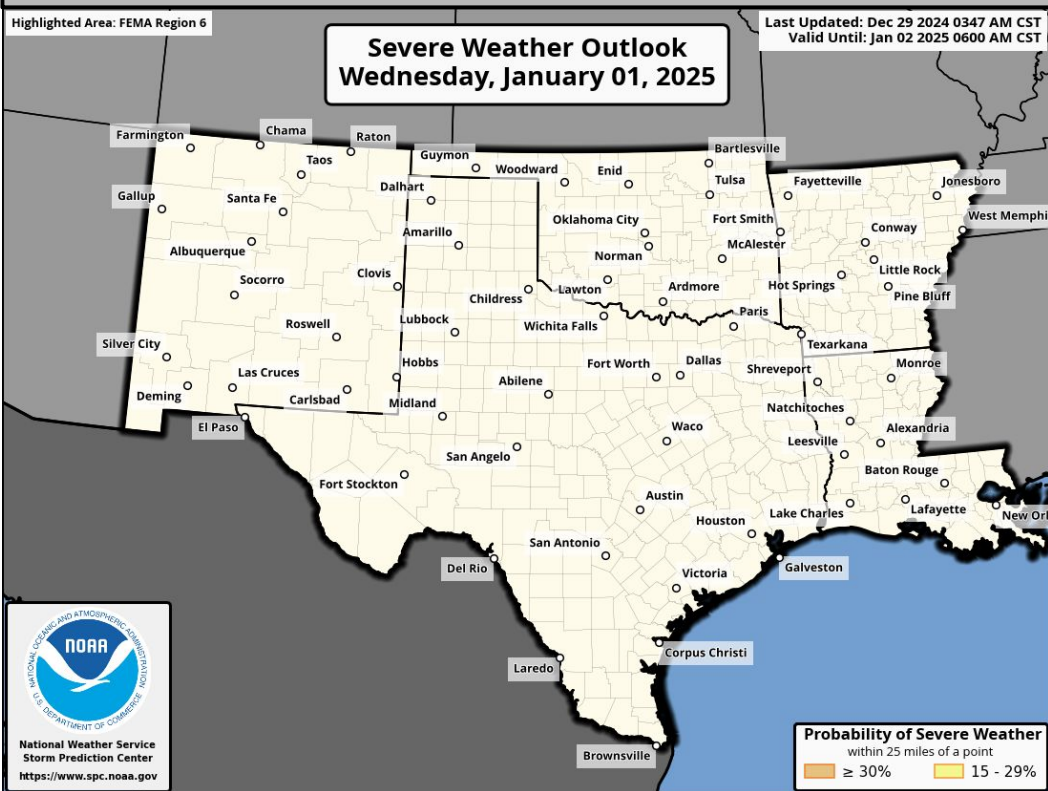 Highlighted Area: FEMA Region 6
Last Updated: Dec 29 2024 0347 AM CST
Valid Until: Jan 02 2025 0600 AM CST
Severe Weather Outlook
Wednesday, January 01, 2025
Farmington
Chama
Raton
Taos
Guymon
Woodward
Enid
Bartlesville
Tulsa
Fayetteville
Jonesboro
Gallup
Santa Fe
Dalhart
Amarillo
Oklahoma City
Fort Smith
West Memphi
Albuquerque
Norman
McAlester
Conway
Socorro
Clovis
Childress
Lawton
Ardmore
Hot Springs
Little Rock
Pine Bluff
Roswell
Lubbock
Wichita Falls
Paris
Texarkana
Silver City
Las Cruces
Hobbs
Abilene
Fort Worth
Dallas
Shreveport
Monroe
Deming
Carlsbad
Midland
El Paso
Waco
Natchitoches
Alexandria
San Angelo
Leesville
Fort Stockton
Baton Rouge
Austin
Houston
Lake Charles
Lafayette
New Orl
San Antonio
Del Rio
Victoria
Galveston
Corpus Christi
Laredo
Brownsville
NATIONAL OCEANIC AND ATMOSPHERIC ADMINISTRATION
NOAA
U.S. DEPARTMENT OF COMMERCE
National Weather Service
Storm Prediction Center
https://www.spc.noaa.gov
Probability of Severe Weather
within 25 miles of a point
≥ 30%
15 - 29%